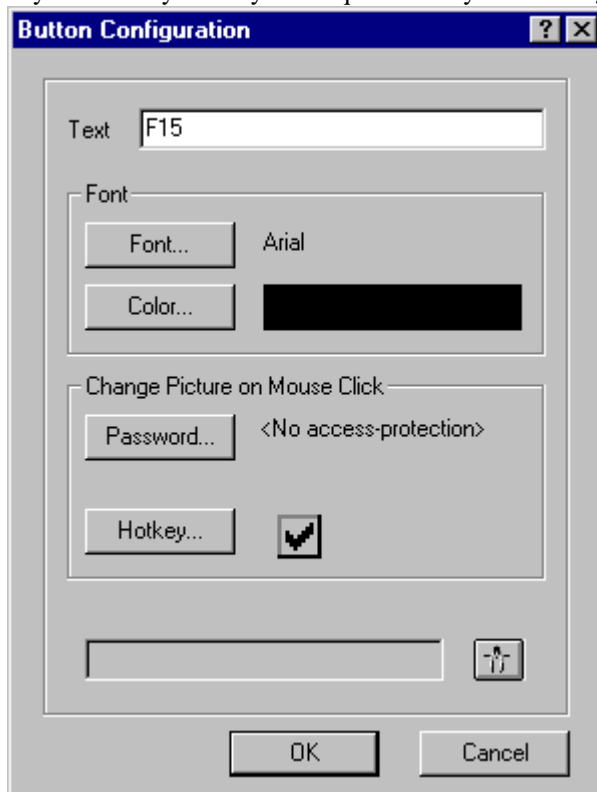 Button Configuration
Text F15
Font
Font... Arial
Color...
Change Picture on Mouse Click
Password... <No access-protection>
Hotkey...
OK Cancel